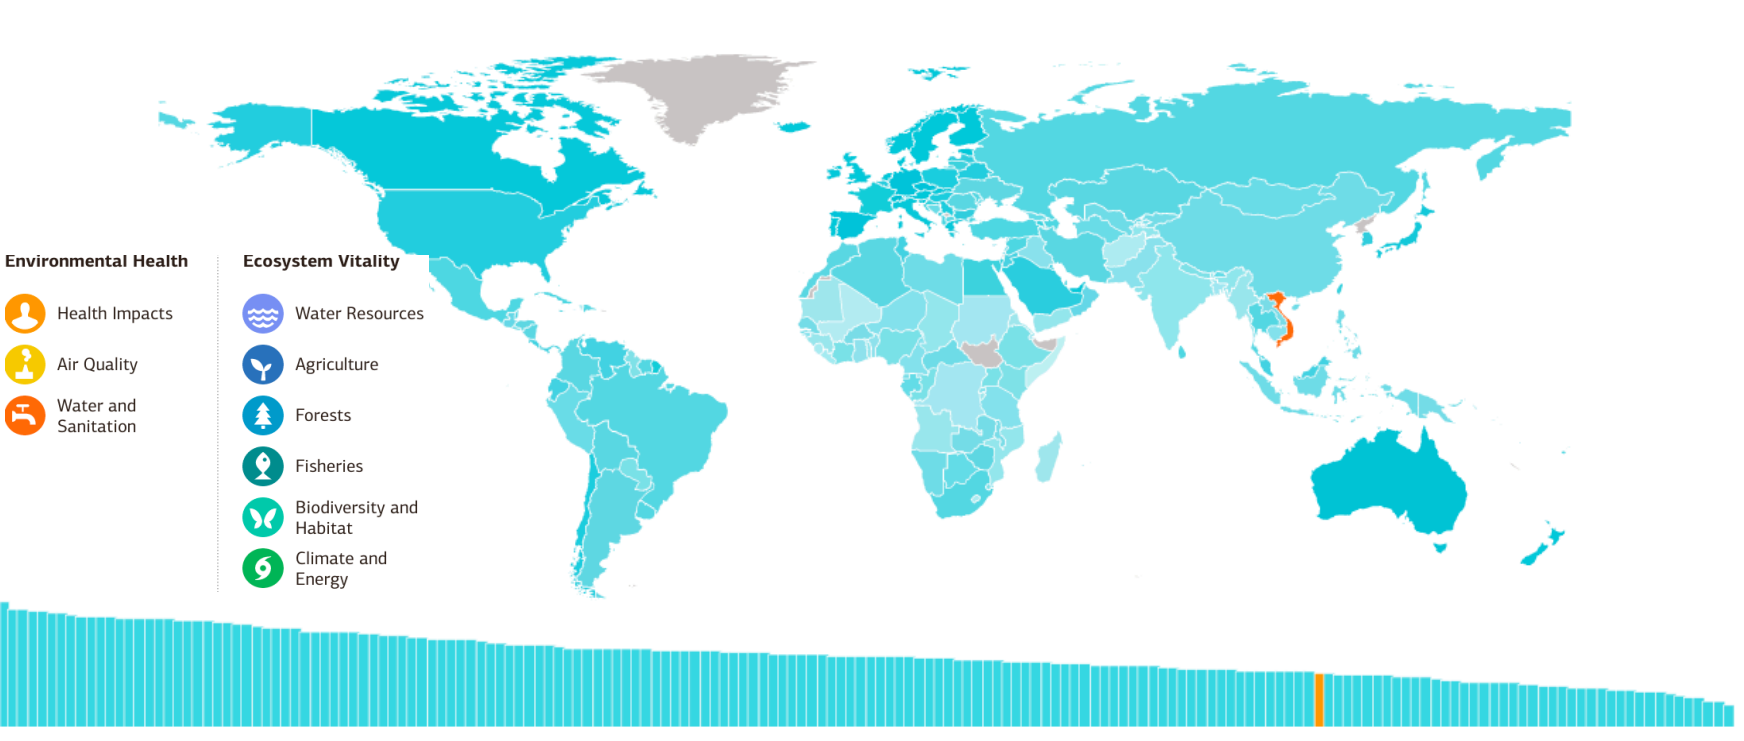 Environmental Health
Health Impacts
Air Quality
Water and
Sanitation
Ecosystem Vitality
Water Resources
Agriculture
Forests
Fisheries
Biodiversity and
Habitat
Climate and
Energy